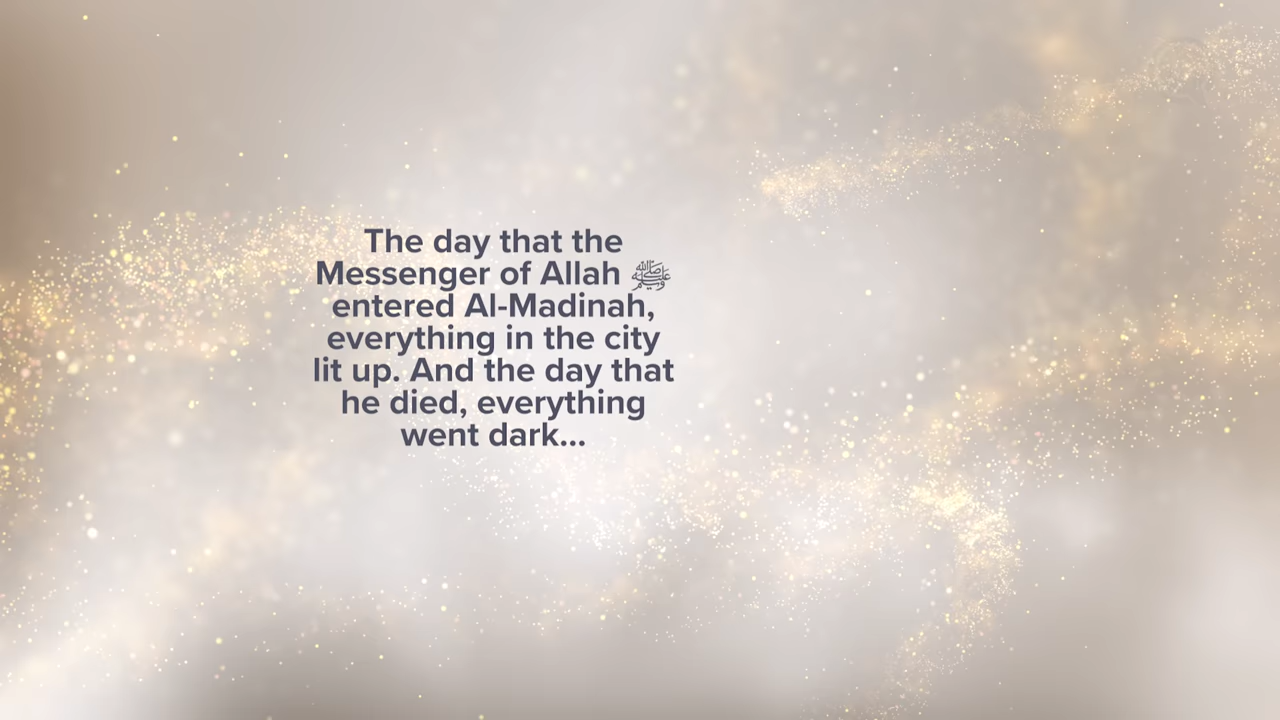 The day that the
Messenger of Allah ﷺ
entered Al-Madinah,
everything in the city
lit up. And the day that
he died, everything
went dark...